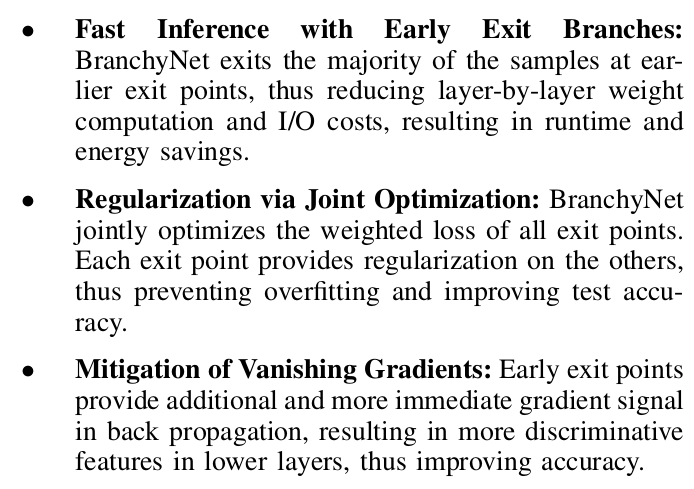 • Fast Inference with Early Exit Branches:
BranchyNet exits the majority of the samples at ear-
lier exit points, thus reducing layer-by-layer weight
computation and I/O costs, resulting in runtime and
energy savings.
• Regularization via Joint Optimization: BranchyNet
jointly optimizes the weighted loss of all exit points.
Each exit point provides regularization on the others,
thus preventing overfitting and improving test accu-
racy.
• Mitigation of Vanishing Gradients: Early exit points
provide additional and more immediate gradient signal
in back propagation, resulting in more discriminative
features in lower layers, thus improving accuracy.